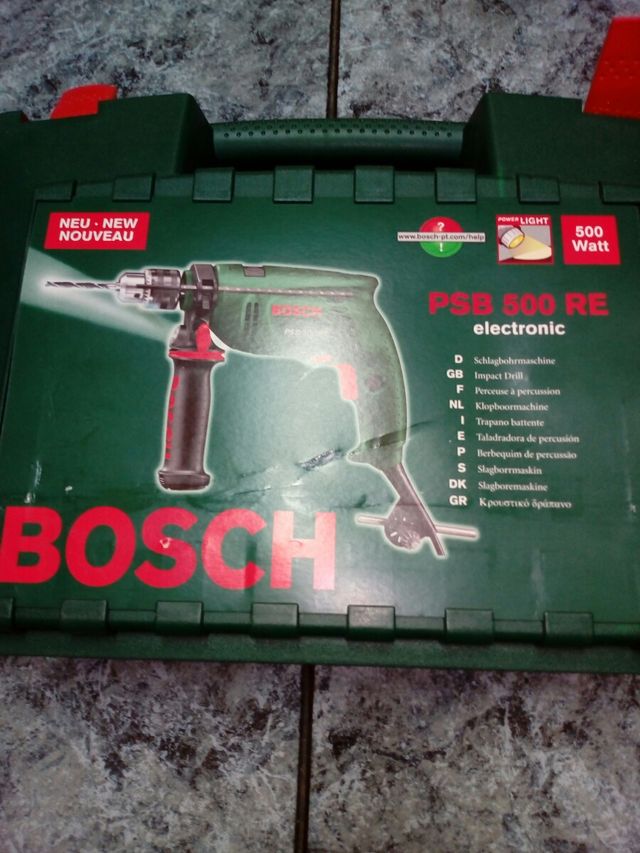 NEU · NEW
NOUVEAU
?
www.bosch-pt.com/help
!
POWER LIGHT
500
Watt
BOSCH
PSB 500 RE
electronic
D Schlagbohrmaschine
GB Impact Drill
F Perceuse à percussion
NL Klopboormachine
I Trapano battente
E Taladradora de percusión
P Berbequim de percussão
S Slagborrmaskin
DK Slagboremaskine
GR Κρουστικό δράπανο
BOSCH